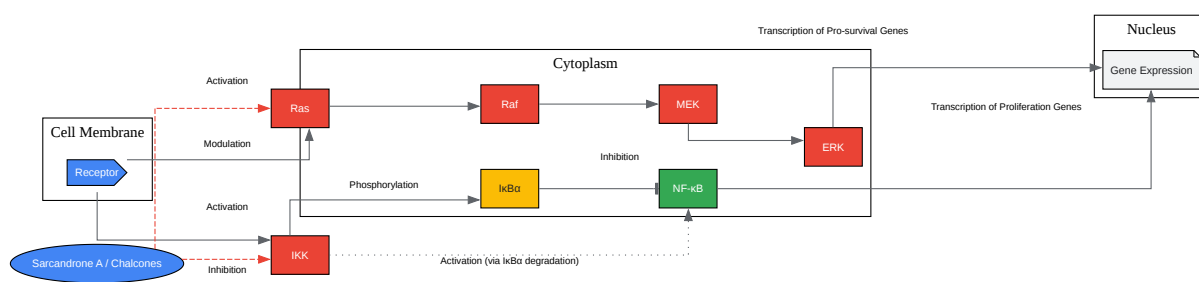 Transcription of Pro-survival Genes
Nucleus
Gene Expression
Cytoplasm
Activation
Ras
Raf
MEK
Transcription of Proliferation Genes
Cell Membrane
Receptor
Modulation
ERK
Inhibition
Phosphorylation
IκBα
NF-κB
Activation
IKK
Sarcandrone A / Chalcones
Inhibition
Activation (via IκBα degradation)